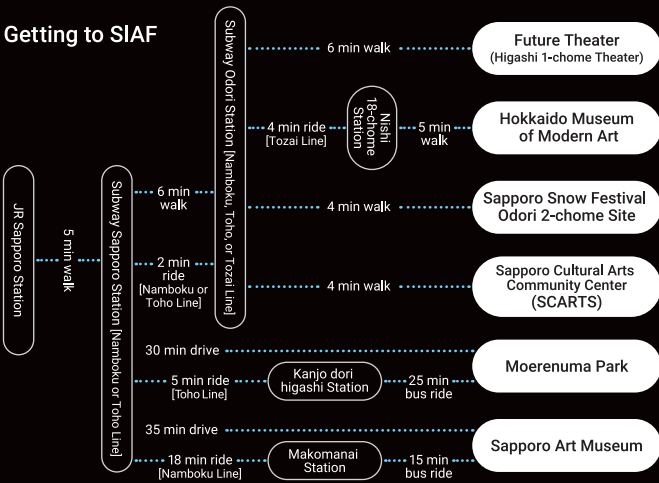 Getting to SIAF
JR Sapporo Station
5 min walk
Subway Sapporo Station [Namboku or Toho Line]
6 min
walk
2 min
ride
[Namboku or
Toho Line]
Subway Odori Station [Namboku, Toho, or Tozai Line]
6 min walk
Future Theater
(Higashi 1-chome Theater)
4 min ride
[Tozai Line]
Nishi
18-chome
Station
5 min
walk
Hokkaido Museum
of Modern Art
4 min walk
Sapporo Snow Festival
Odori 2-chome Site
4 min walk
Sapporo Cultural Arts
Community Center
(SCARTS)
30 min drive
5 min ride
[Toho Line]
Kanjo dori
higashi Station
25 min
bus ride
Moerenuma Park
35 min drive
18 min ride
[Namboku Line]
Makomanai
Station
15 min
bus ride
Sapporo Art Museum